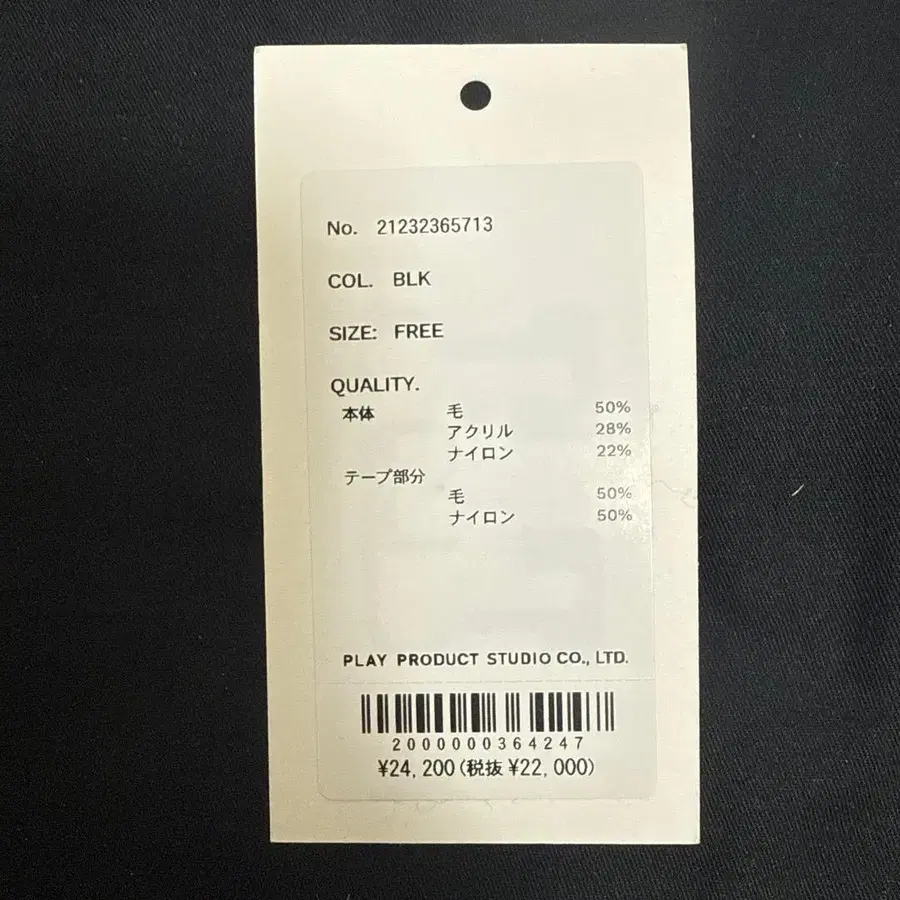 No. 21232365713
COL. BLK
SIZE: FREE
QUALITY.
本体 毛 50%
アクリル 28%
ナイロン 22%
テープ部分
毛 50%
ナイロン 50%
PLAY PRODUCT STUDIO CO., LTD.
2000000364247
¥24,200(税抜 ¥22,000)